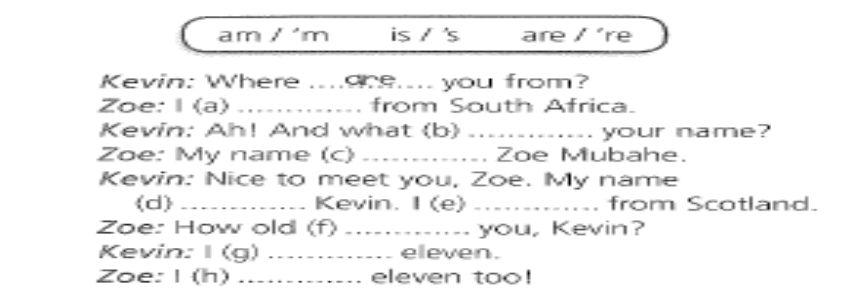 am / 'm is / 's are / 're
Kevin: Where ....are.... you from?
Zoe: I (a) ............. from South Africa.
Kevin: Ah! And what (b) ............. your name?
Zoe: My name (c) ............. Zoe Mubahe.
Kevin: Nice to meet you, Zoe. My name
(d) ............. Kevin. I (e) ............. from Scotland.
Zoe: How old (f) ............. you, Kevin?
Kevin: I (g) ............. eleven.
Zoe: I (h) ............. eleven too!